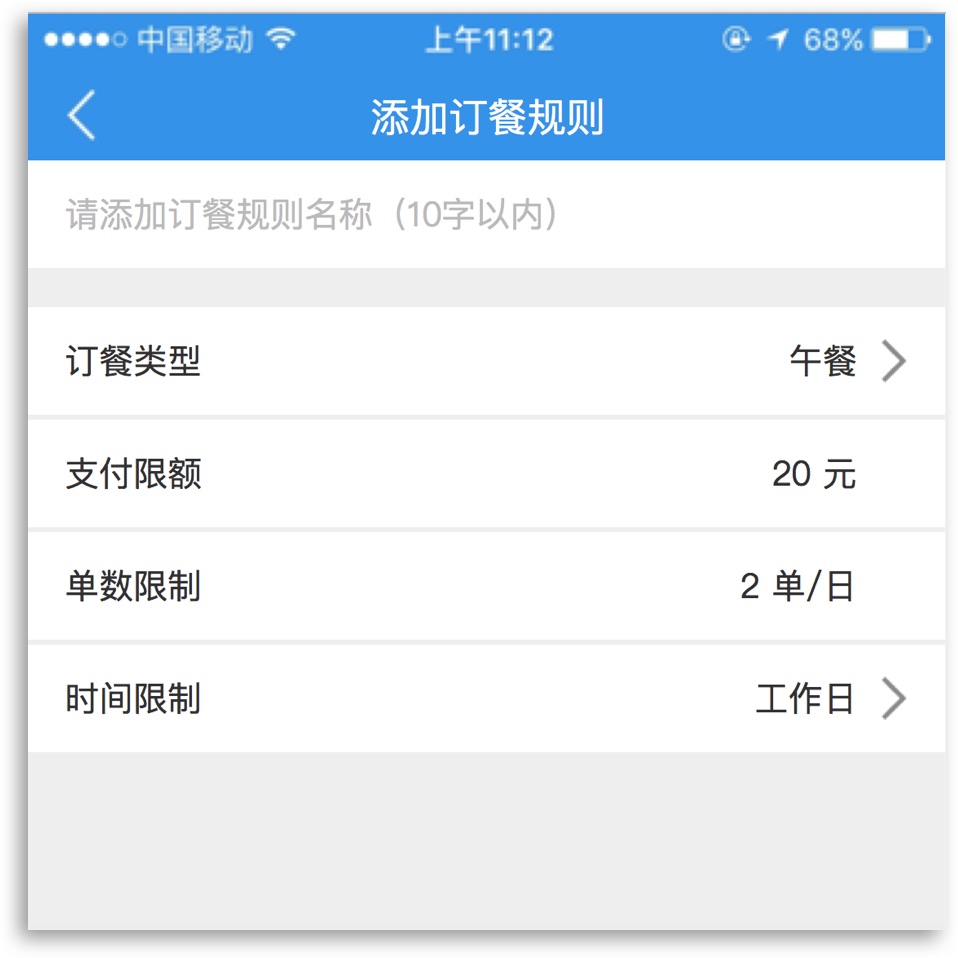 中国移动 上午11:12 68%
添加订餐规则
请添加订餐规则名称（10字以内）
订餐类型 午餐
支付限额 20 元
单数限制 2 单/日
时间限制 工作日